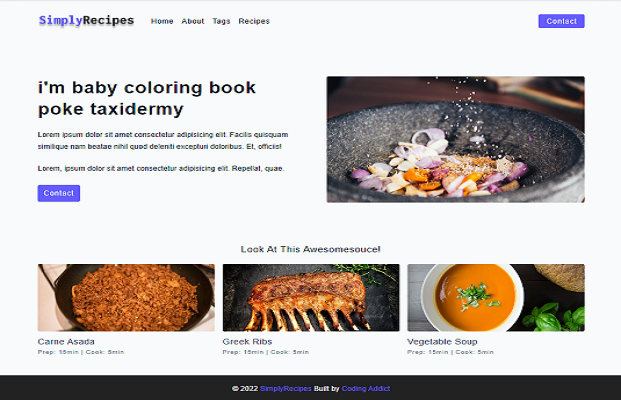 SimplyRecipes
Home About Tags Recipes
Contact
i'm baby coloring book
poke taxidermy
Lorem ipsum dolor sit amet consectetur adipisicing elit. Facilis quisquam
similique nam beatae nihil quod deleniti excepturi doloribus. Et, officiis!
Lorem, ipsum dolor sit amet consectetur adipisicing elit. Repellat, quae.
Contact
Look At This Awesomesouce!
Carne Asada
Prep: 15min | Cook: 5min
Greek Ribs
Prep: 15min | Cook: 5min
Vegetable Soup
Prep: 15min | Cook: 5min
© 2022 SimplyRecipes Built by Coding Addict